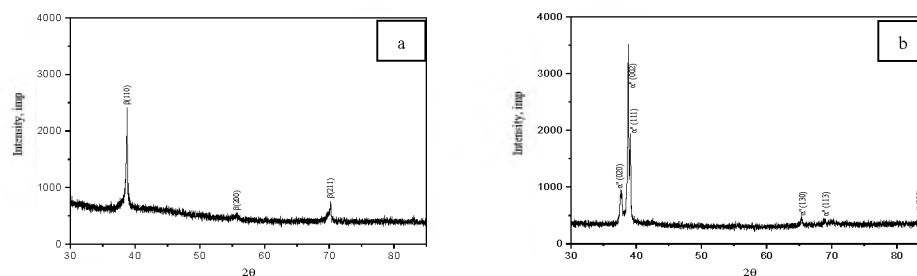 a
4000
3000
2000
1000
0
Intensity, imp
β(110)
β(200)
β(211)
30 40 50 60 70 80
2θ
b
4000
3000
2000
1000
0
Intensity, imp
α" (020)
α" (002)
α" (111)
α" (130)
α" (113)
30 40 50 60 70 80
2θ